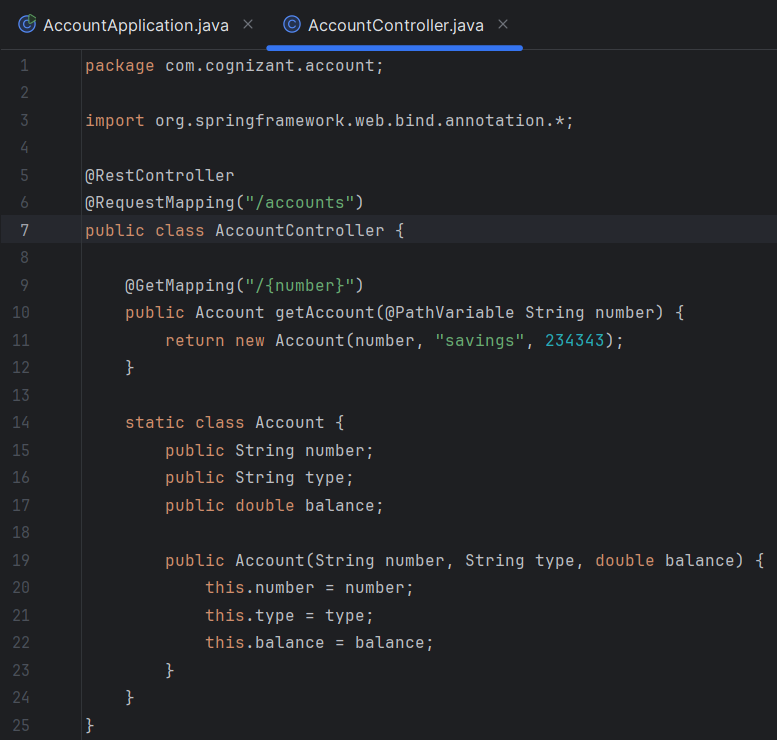 AccountApplication.java
AccountController.java
1 package com.cognizant.account;
2
3 import org.springframework.web.bind.annotation.*;
4
5 @RestController
6 @RequestMapping("/accounts")
7 public class AccountController {
8
9     @GetMapping("/{number}")
10     public Account getAccount(@PathVariable String number) {
11         return new Account(number, "savings", 234343);
12     }
13
14     static class Account {
15         public String number;
16         public String type;
17         public double balance;
18
19         public Account(String number, String type, double balance) {
20             this.number = number;
21             this.type = type;
22             this.balance = balance;
23         }
24     }
25 }